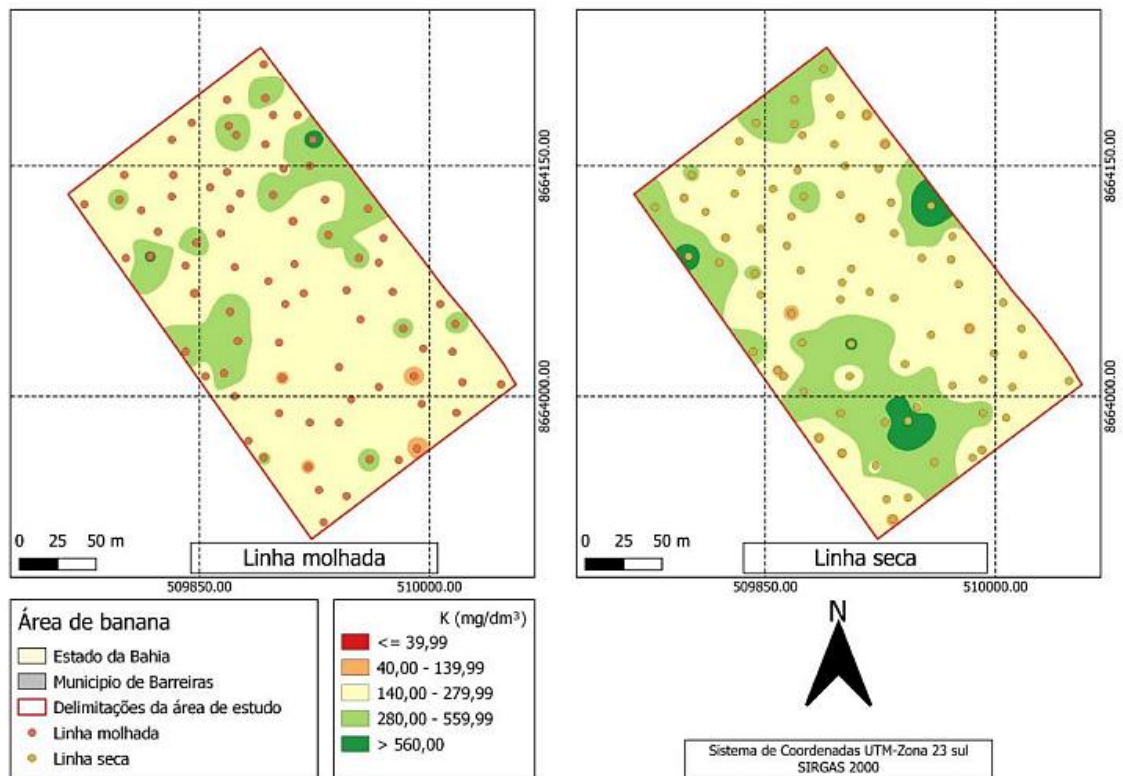 8664150.00
8664000.00
0 25 50 m
Linha molhada
509850.00
510000.00
8664150.00
8664000.00
0 25 50 m
Linha seca
509850.00
510000.00
Área de banana
Estado da Bahia
Municipio de Barreiras
Delimitações da área de estudo
Linha molhada
Linha seca
K (mg/dm³)
<= 39,99
40,00 - 139,99
140,00 - 279,99
280,00 - 559,99
> 560,00
N
Sistema de Coordenadas UTM-Zona 23 sul
SIRGAS 2000